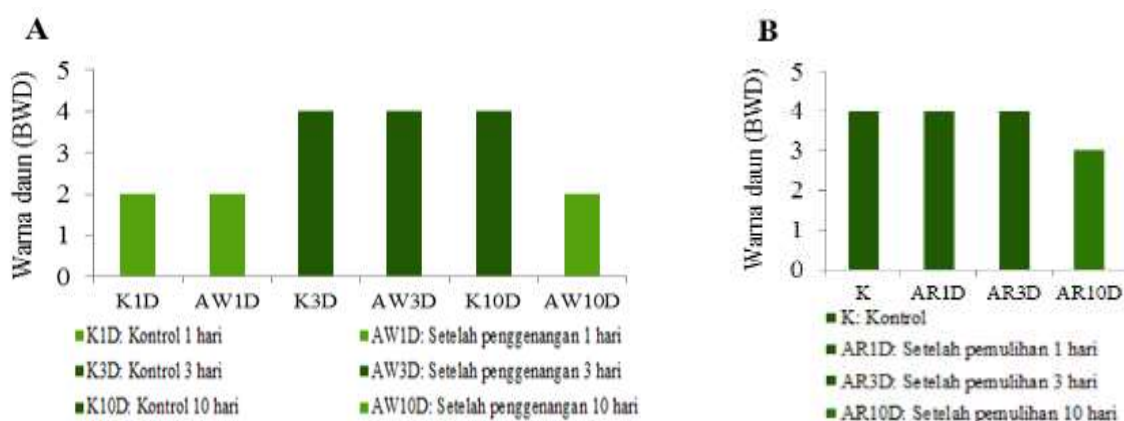 A
Warna daun (BWD)
5
4
3
2
1
0
K1D AW1D K3D AW3D K10D AW10D
K1D: Kontrol 1 hari
AW1D: Setelah penggenangan 1 hari
K3D: Kontrol 3 hari
AW3D: Setelah penggenangan 3 hari
K10D: Kontrol 10 hari
AW10D: Setelah penggenangan 10 hari
B
Warna daun (BWD)
5
4
3
2
1
0
K AR1D AR3D AR10D
K: Kontrol
AR1D: Setelah pemulihan 1 hari
AR3D: Setelah pemulihan 3 hari
AR10D: Setelah pemulihan 10 hari